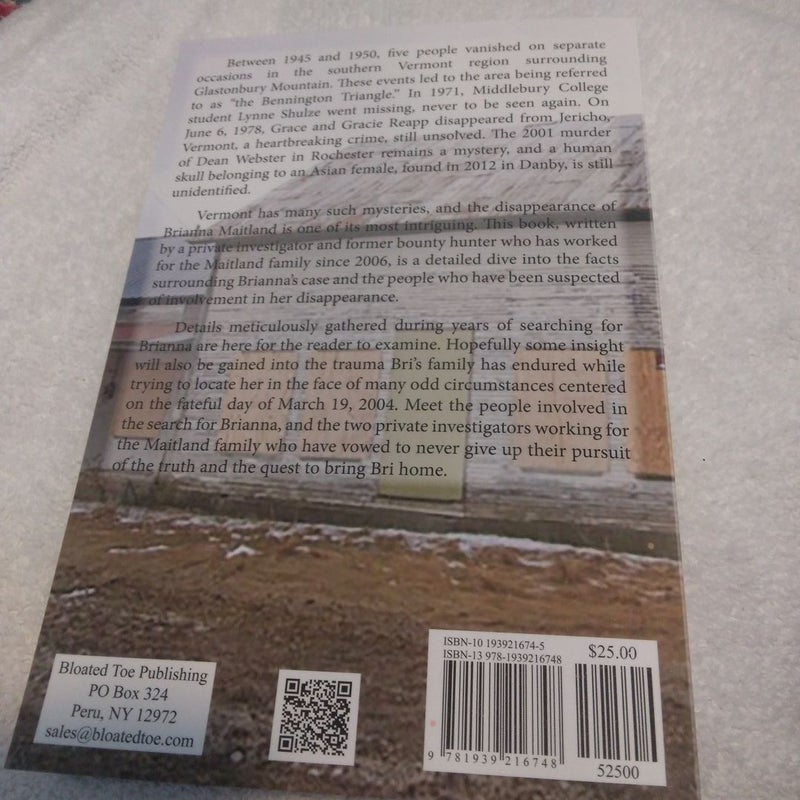 Between 1945 and 1950, five people vanished on separate
occasions in the southern Vermont region surrounding
Glastonbury Mountain. These events led to the area being referred
to as "the Bennington Triangle." In 1971, Middlebury College
student Lynne Shulze went missing, never to be seen again. On
June 6, 1978, Grace and Gracie Reapp disappeared from Jericho,
Vermont, a heartbreaking crime, still unsolved. The 2001 murder
of Dean Webster in Rochester remains a mystery, and a human
skull belonging to an Asian female, found in 2012 in Danby, is still
unidentified.
Vermont has many such mysteries, and the disappearance of
Brianna Maitland is one of its most intriguing. This book, written
by a private investigator and former bounty hunter who has worked
for the Maitland family since 2006, is a detailed dive into the facts
surrounding Brianna's case and the people who have been suspected
of involvement in her disappearance.
Details meticulously gathered during years of searching for
Brianna are here for the reader to examine. Hopefully some insight
will also be gained into the trauma Bri's family has endured while
trying to locate her in the face of many odd circumstances centered
on the fateful day of March 19, 2004. Meet the people involved in
the search for Brianna, and the two private investigators working for
the Maitland family who have vowed to never give up their pursuit
of the truth and the quest to bring Bri home.
Bloated Toe Publishing
PO Box 324
Peru, NY 12972
sales@bloatedtoe.com
ISBN-10 193921674-5
ISBN-13 978-1939216748
$25.00
9 781939 216748
52500